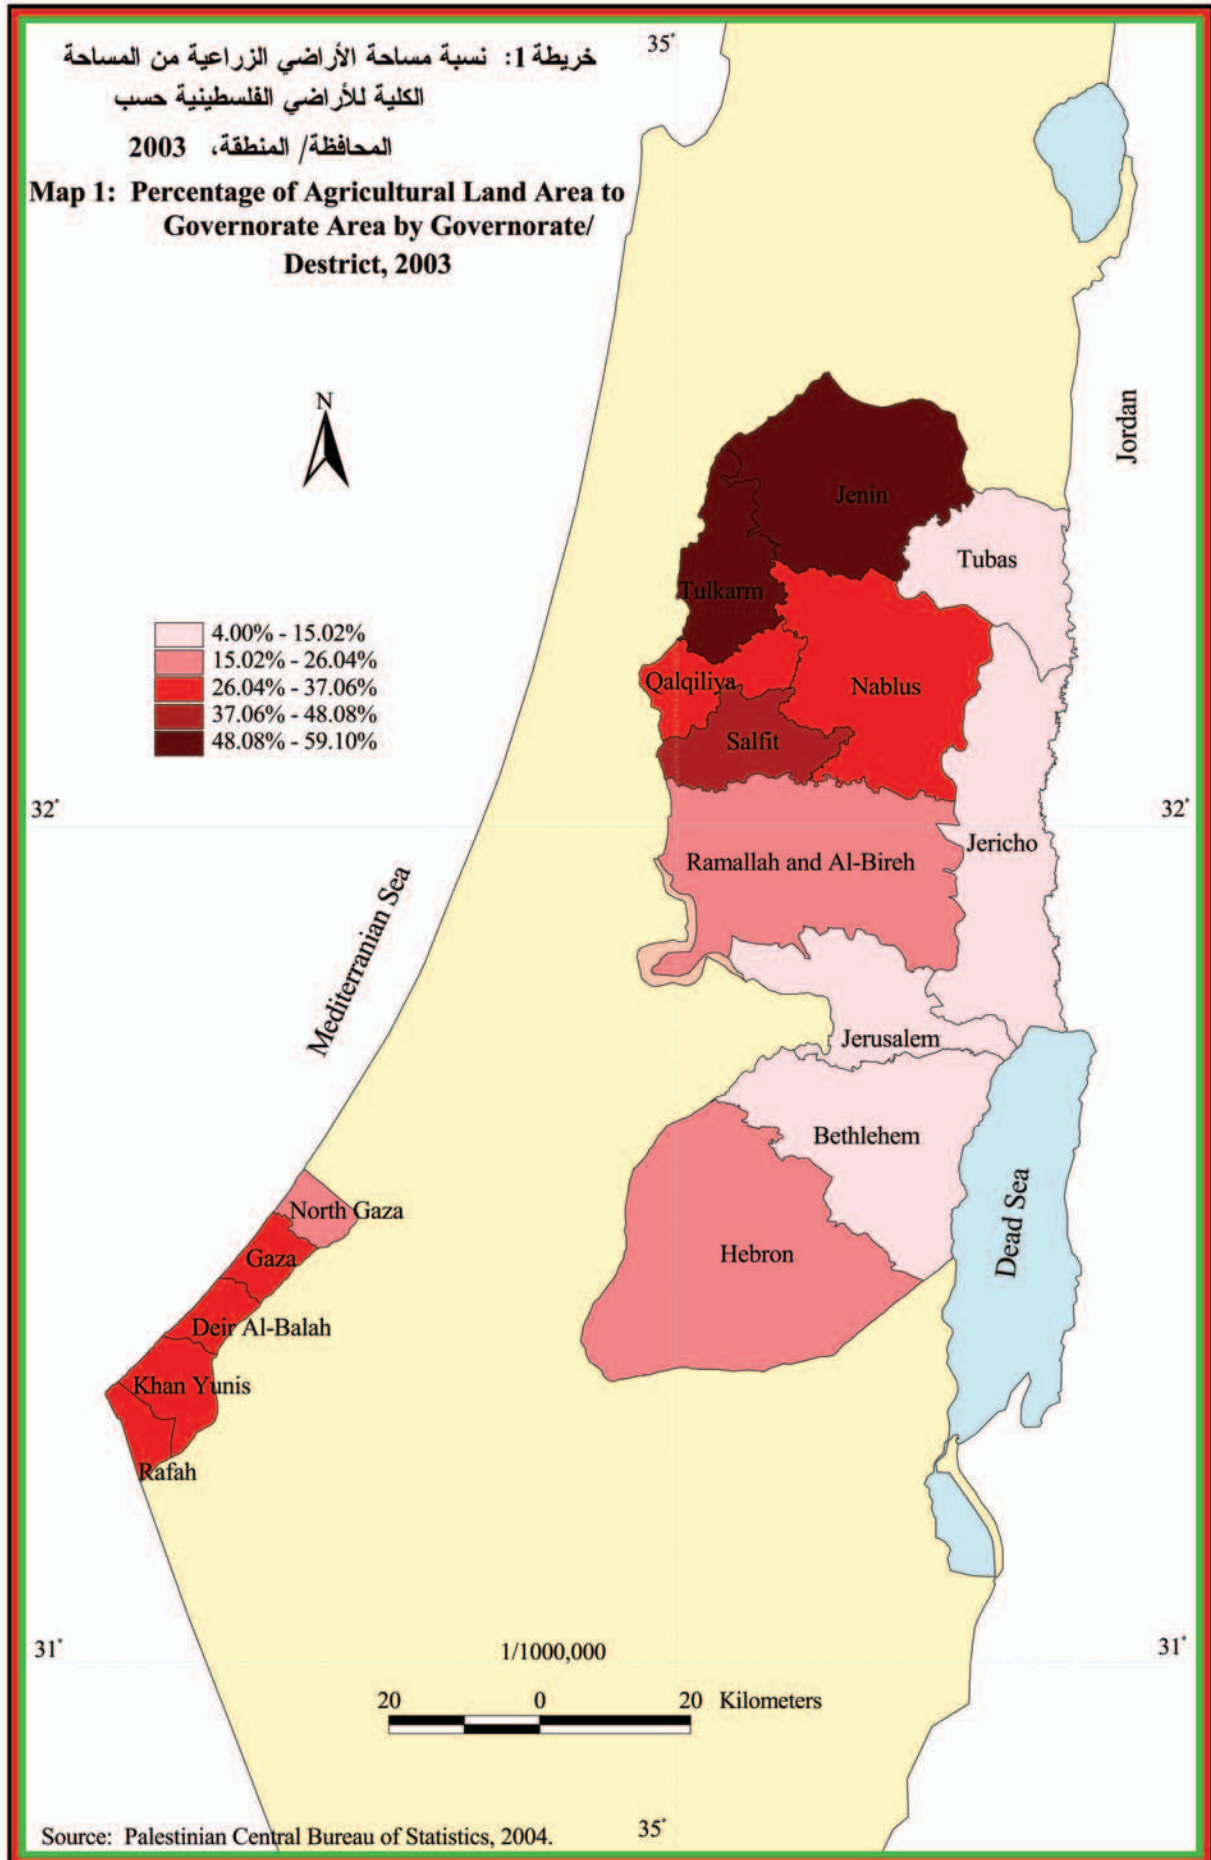 خريطة 1: نسبة مساحة الأراضي الزراعية من المساحة
الكلية للأراضي الفلسطينية حسب
المحافظة/ المنطقة، 2003
Map 1: Percentage of Agricultural Land Area to
Governorate Area by Governorate/
Destrict, 2003
35°
N
Jordan
Jenin
Tubas
Tulkarm
4.00% - 15.02%
15.02% - 26.04%
26.04% - 37.06%
37.06% - 48.08%
48.08% - 59.10%
Qalqiliya
Nablus
Salfit
32°
32°
Jericho
Ramallah and Al-Bireh
Mediterranian Sea
Jerusalem
Bethlehem
Dead Sea
North Gaza
Gaza
Hebron
Deir Al-Balah
Khan Yunis
Rafah
31°
31°
1/1000,000
20 0 20 Kilometers
35°
Source: Palestinian Central Bureau of Statistics, 2004.